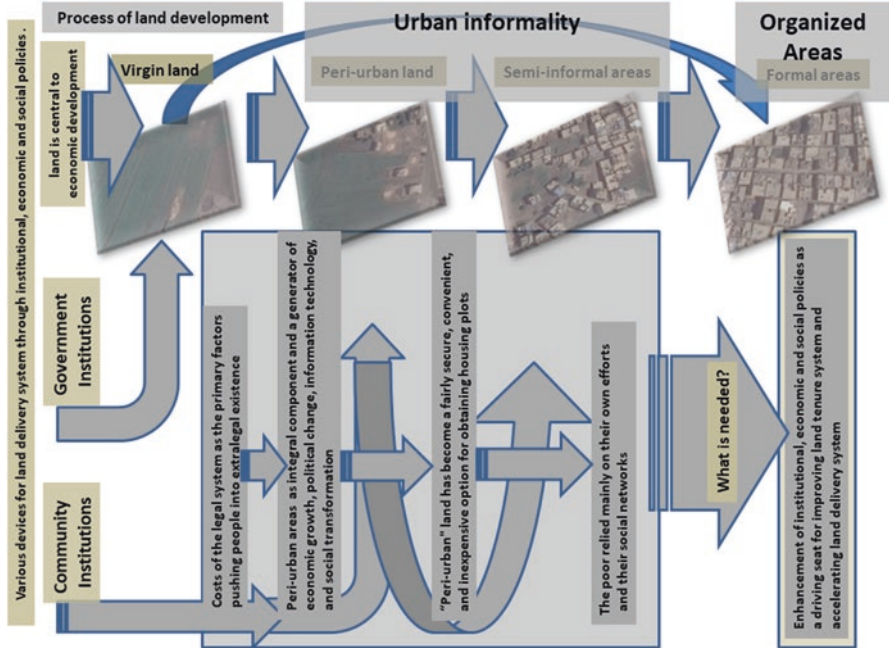 Process of land development
Urban informality
Organized
Areas
Virgin land
Peri-urban land
Semi-informal areas
Formal areas
Various devices for land delivery system through institutional, economic and social policies .
land is central to
economic development
Government
Institutions
Community
Institutions
Costs of the legal system as the primary factors
pushing people into extralegal existence
Peri-urban areas as integral component and a generator of
economic growth, political change, information technology,
and social transformation
"Peri-urban" land has become a fairly secure, convenient,
and inexpensive option for obtaining housing plots
The poor relied mainly on their own efforts
and their social networks
What is needed?
Enhancement of institutional, economic and social policies as
a driving seat for improving land tenure system and
accelerating land delivery system